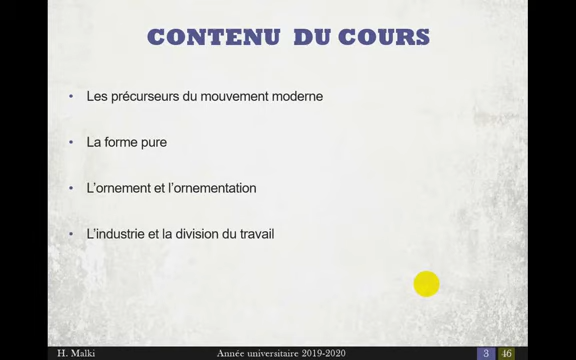 CONTENU DU COURS
• Les précurseurs du mouvement moderne
• La forme pure
• L'ornement et l'ornementation
• L'industrie et la division du travail
H. Malki Année universitaire 2019-2020 3 46